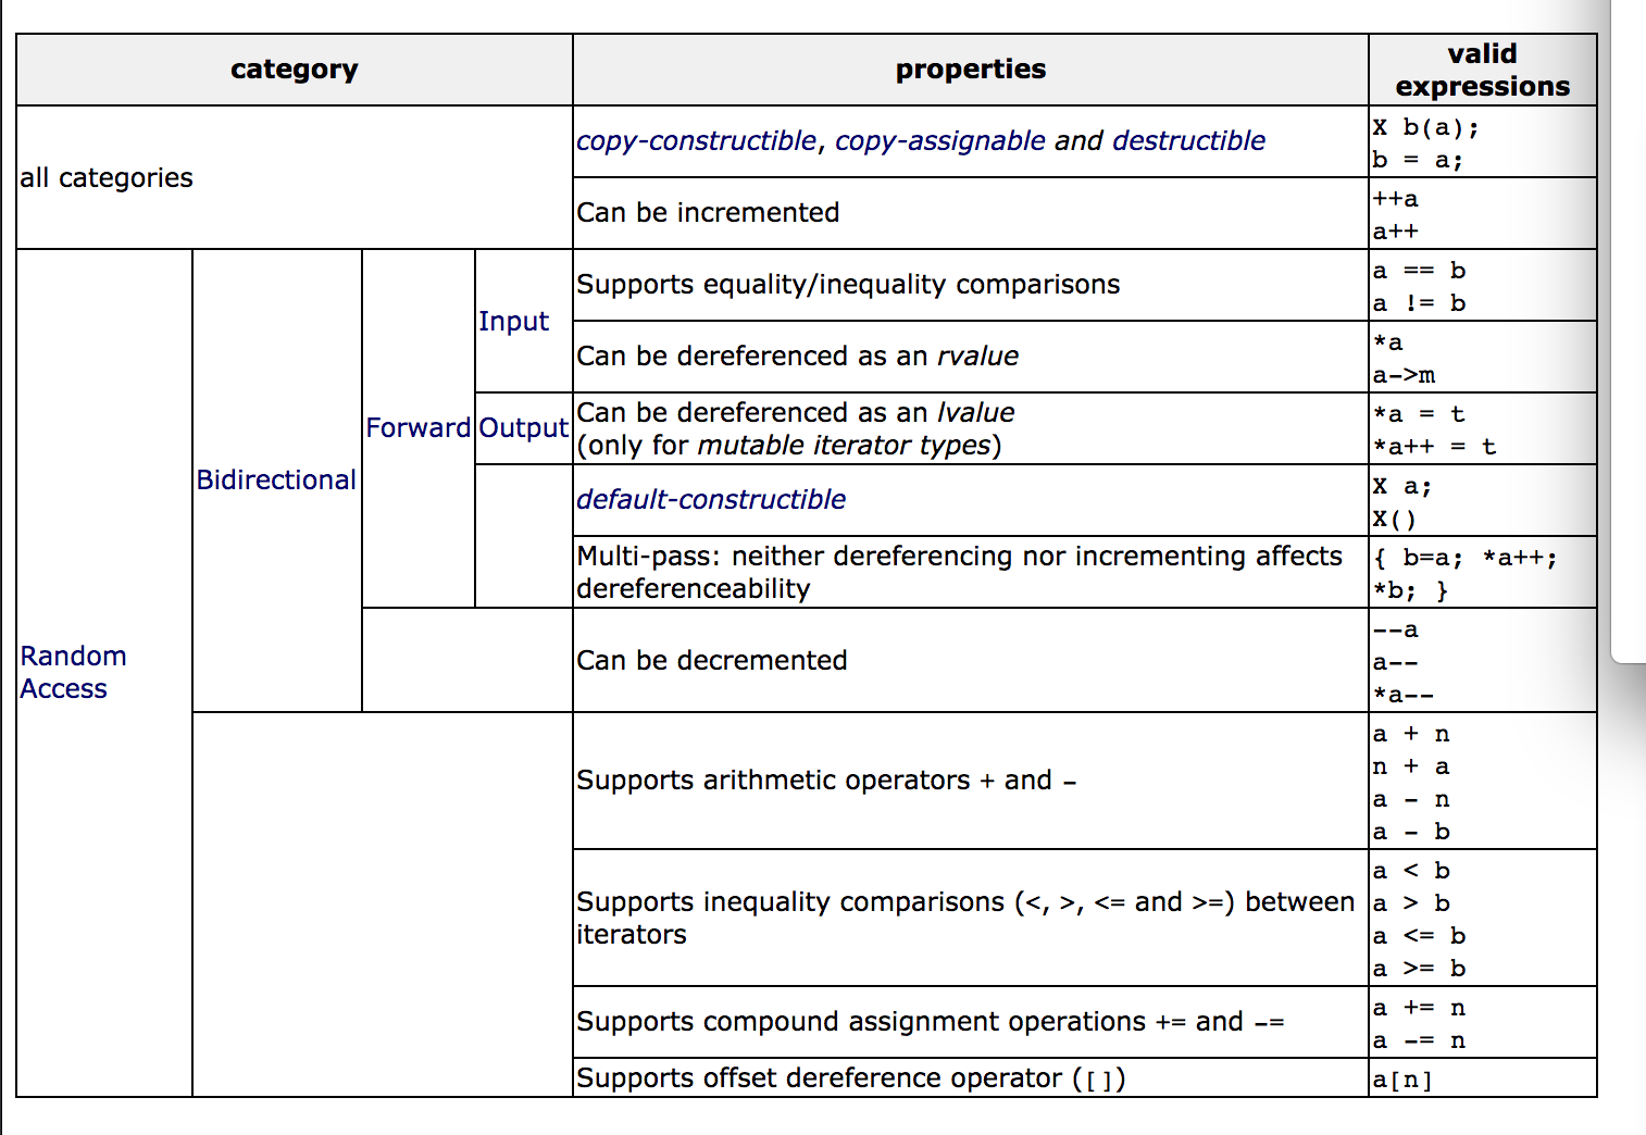 category
properties
valid
expressions
all categories
copy-constructible, copy-assignable and destructible
X b(a);
b = a;
Can be incremented
++a
a++
Random
Access
Bidirectional
Forward
Input
Supports equality/inequality comparisons
a == b
a != b
Can be dereferenced as an rvalue
*a
a->m
Output
Can be dereferenced as an lvalue
(only for mutable iterator types)
*a = t
*a++ = t
default-constructible
X a;
X()
Multi-pass: neither dereferencing nor incrementing affects
dereferenceability
{ b=a; *a++;
*b; }
Can be decremented
--a
a--
*a--
Supports arithmetic operators + and -
a + n
n + a
a - n
a - b
Supports inequality comparisons (<, >, <= and >=) between
iterators
a < b
a > b
a <= b
a >= b
Supports compound assignment operations += and -=
a += n
a -= n
Supports offset dereference operator ([])
a[n]